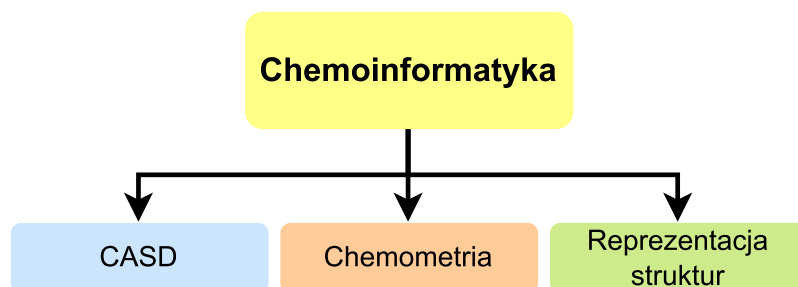 Chemoinformatyka
CASD
Chemometria
Reprezentacja
struktur